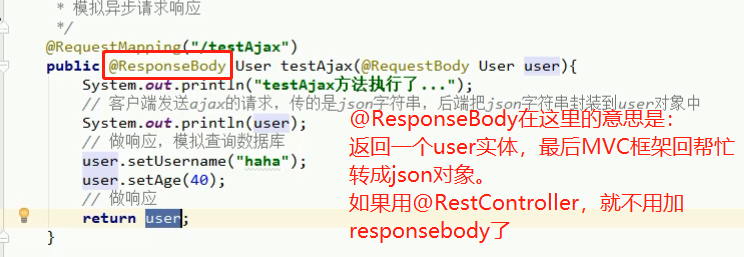 * 模拟异步请求响应
*/
@RequestMapping("/testAjax")
public @ResponseBody User testAjax(@RequestBody User user){
System.out.println("testAjax方法执行了...");
// 客户端发送ajax的请求，传的是json字符串，后端把json字符串封装到user对象中
System.out.println(user);
// 做响应，模拟查询数据库
user.setUsername("haha");
user.setAge(40);
// 做响应
return user;
}
@ResponseBody在这里的意思是：
返回一个user实体，最后MVC框架回帮忙
转成json对象。
如果用@RestController，就不用加
responsebody了